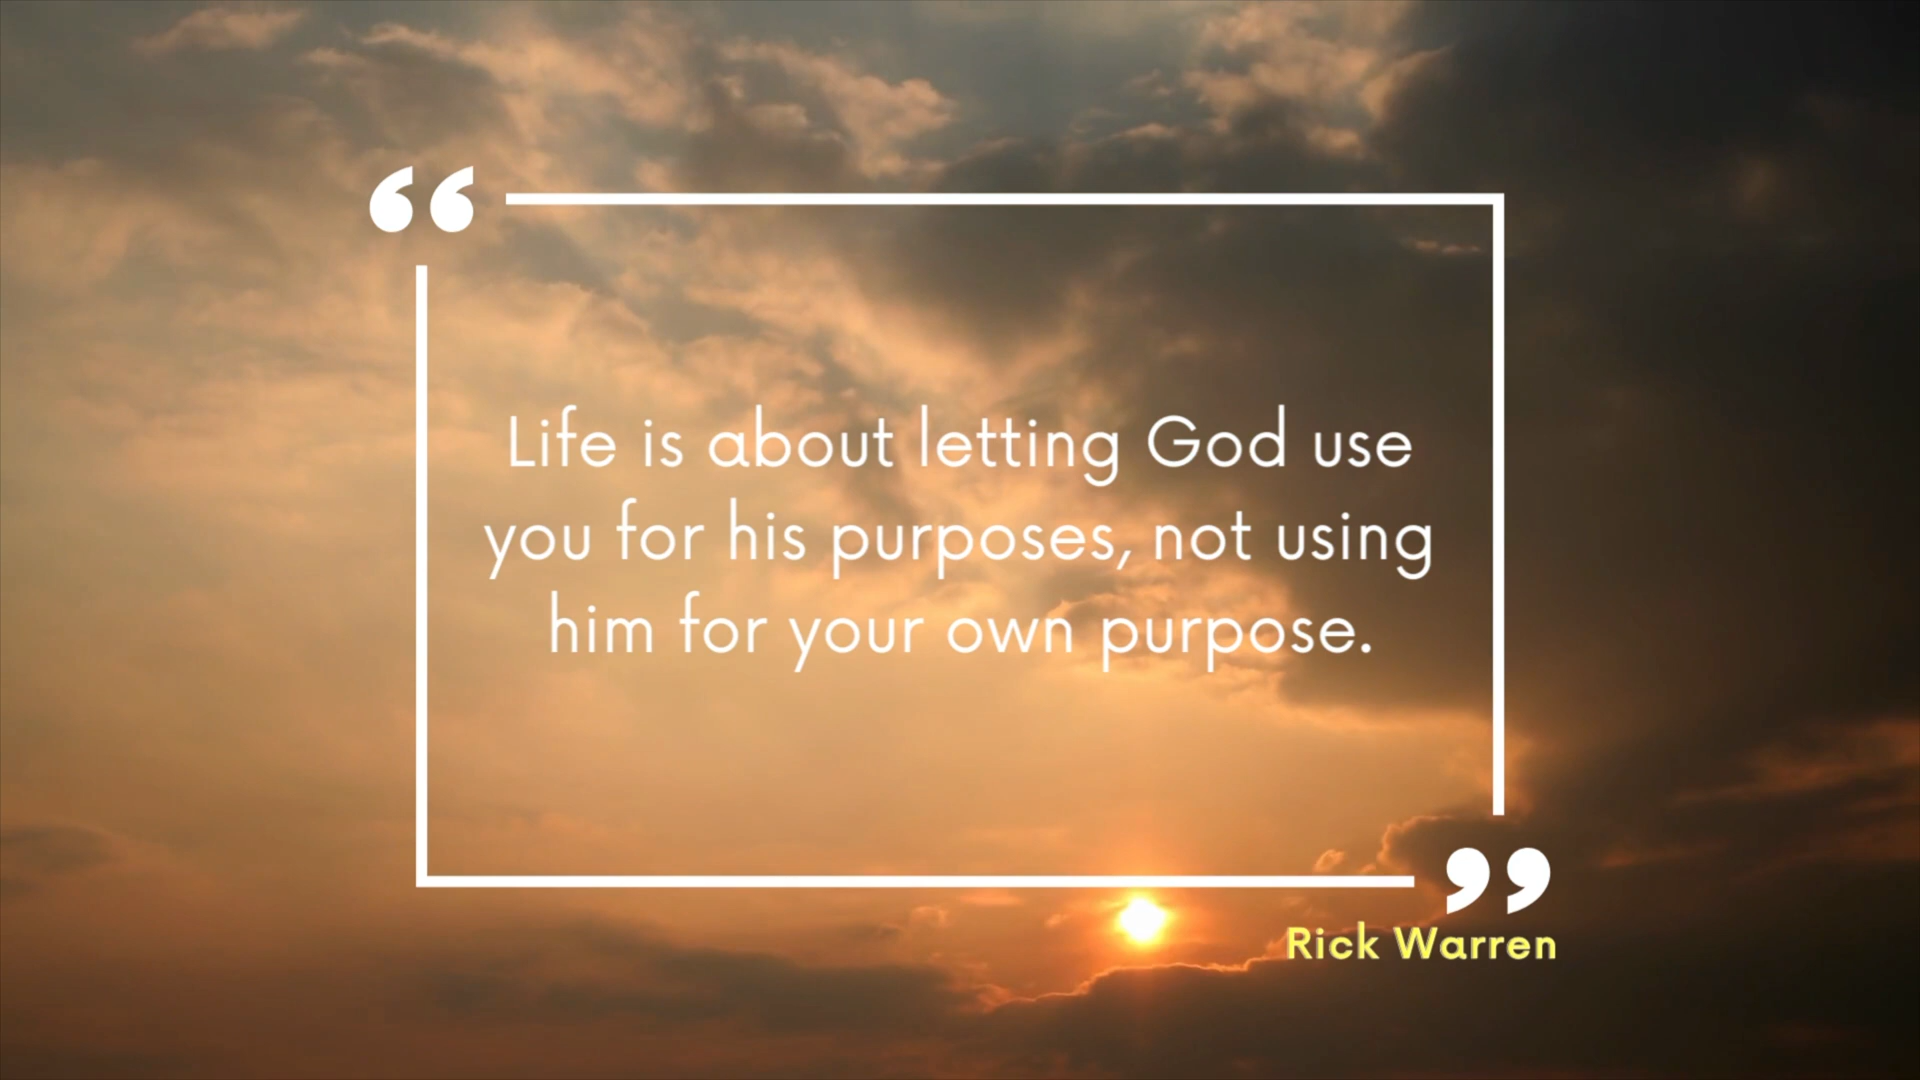 “
Life is about letting God use
you for his purposes, not using
him for your own purpose.
”
Rick Warren